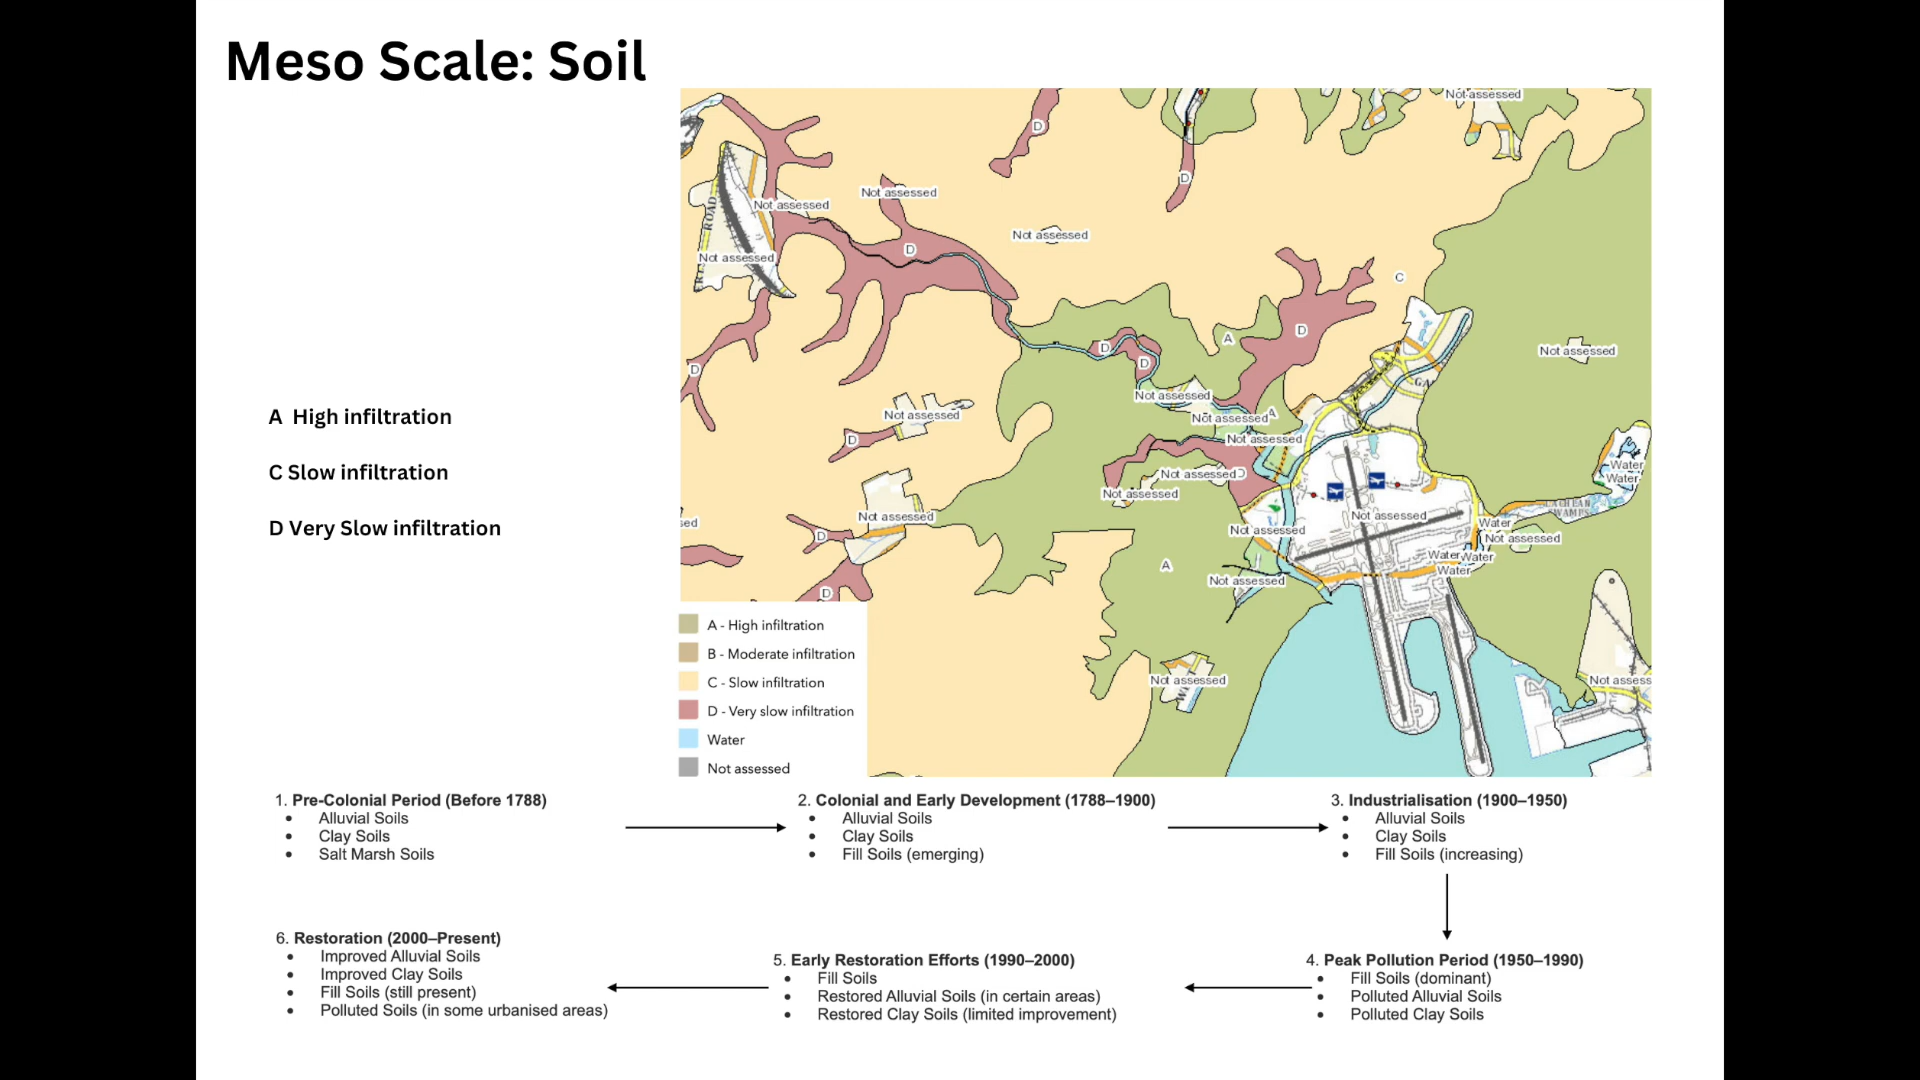 Meso Scale: Soil
Not assessed
D
D
Not assessed
Not assessed
ROAD
Not assessed
D
Not assessed
C
D
A
D
Not assessed
D
D
Not assessed
Not assessed
Not assessed A
D
Not assessed
Not assessed
Not assessed D
Water
Water
Not assessed
Not assessed
Not assessed
Water
sed
Not assessed
Not assessed
D
Water Water
Water
A
Not assessed
D
Not assessed
Not assess
A High infiltration
C Slow infiltration
D Very Slow infiltration
A - High infiltration
B - Moderate infiltration
C - Slow infiltration
D - Very slow infiltration
Water
Not assessed
1. Pre-Colonial Period (Before 1788)
• Alluvial Soils
• Clay Soils
• Salt Marsh Soils
2. Colonial and Early Development (1788–1900)
• Alluvial Soils
• Clay Soils
• Fill Soils (emerging)
3. Industrialisation (1900–1950)
• Alluvial Soils
• Clay Soils
• Fill Soils (increasing)
4. Peak Pollution Period (1950–1990)
• Fill Soils (dominant)
• Polluted Alluvial Soils
• Polluted Clay Soils
5. Early Restoration Efforts (1990–2000)
• Fill Soils
• Restored Alluvial Soils (in certain areas)
• Restored Clay Soils (limited improvement)
6. Restoration (2000–Present)
• Improved Alluvial Soils
• Improved Clay Soils
• Fill Soils (still present)
• Polluted Soils (in some urbanised areas)